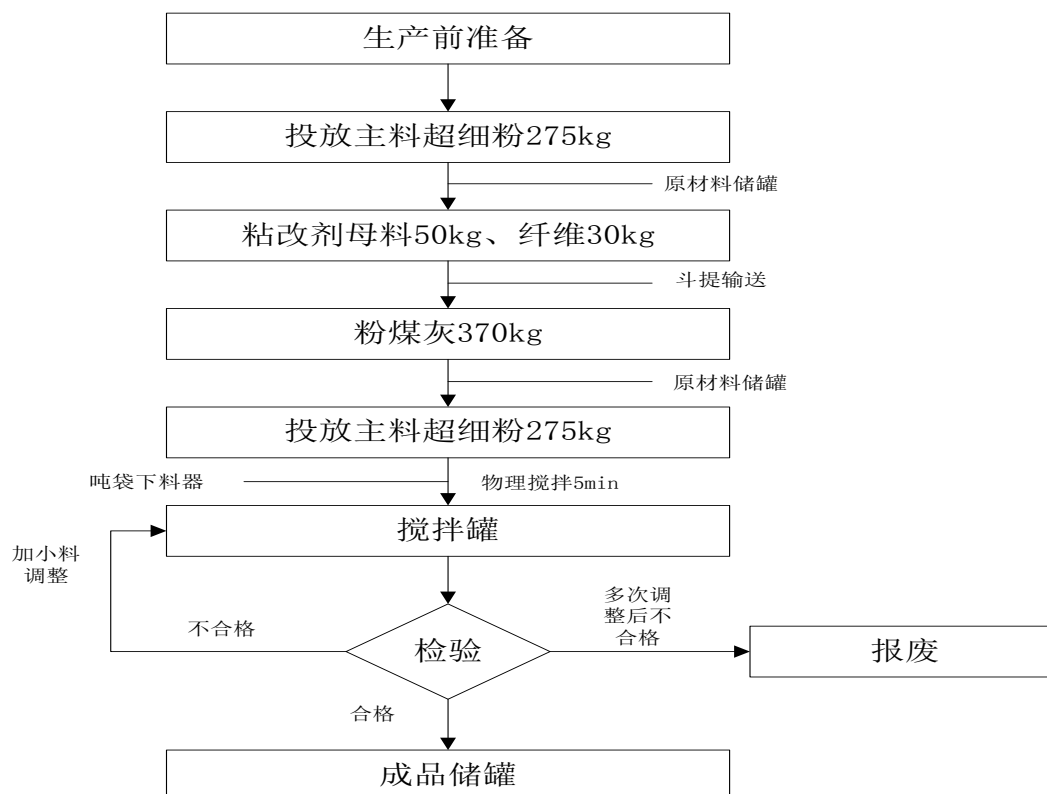 生产前准备
投放主料超细粉275kg
原材料储罐
粘改剂母料50kg、纤维30kg
斗提输送
粉煤灰370kg
原材料储罐
投放主料超细粉275kg
吨袋下料器
物理搅拌5min
搅拌罐
加小料
调整
不合格
检验
多次调
整后不
合格
报废
合格
成品储罐